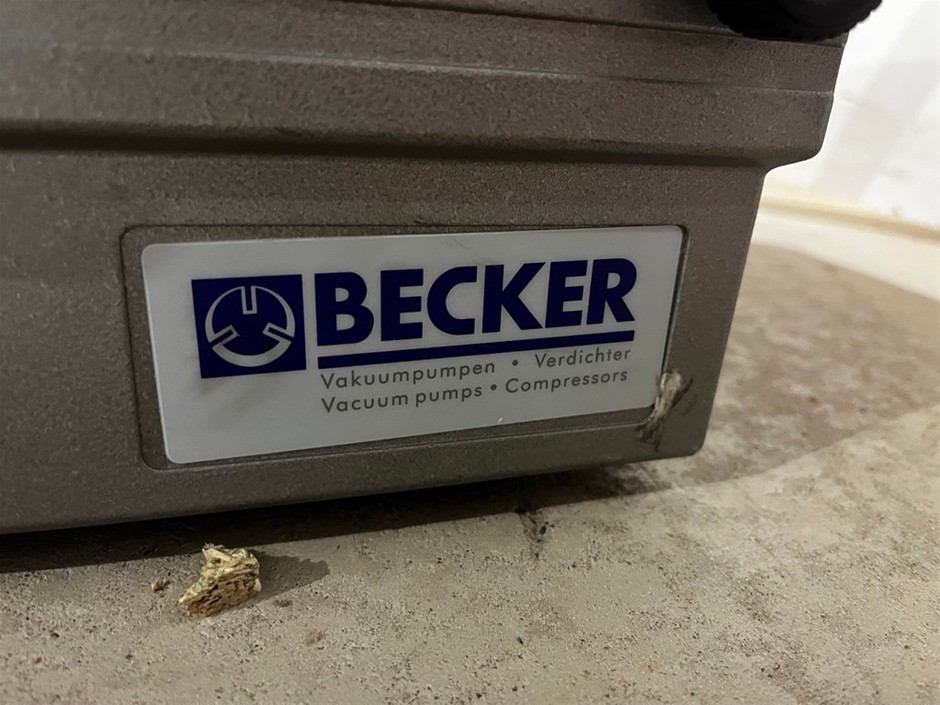 BECKER
Vakuumpumpen • Verdichter
Vacuum pumps • Compressors